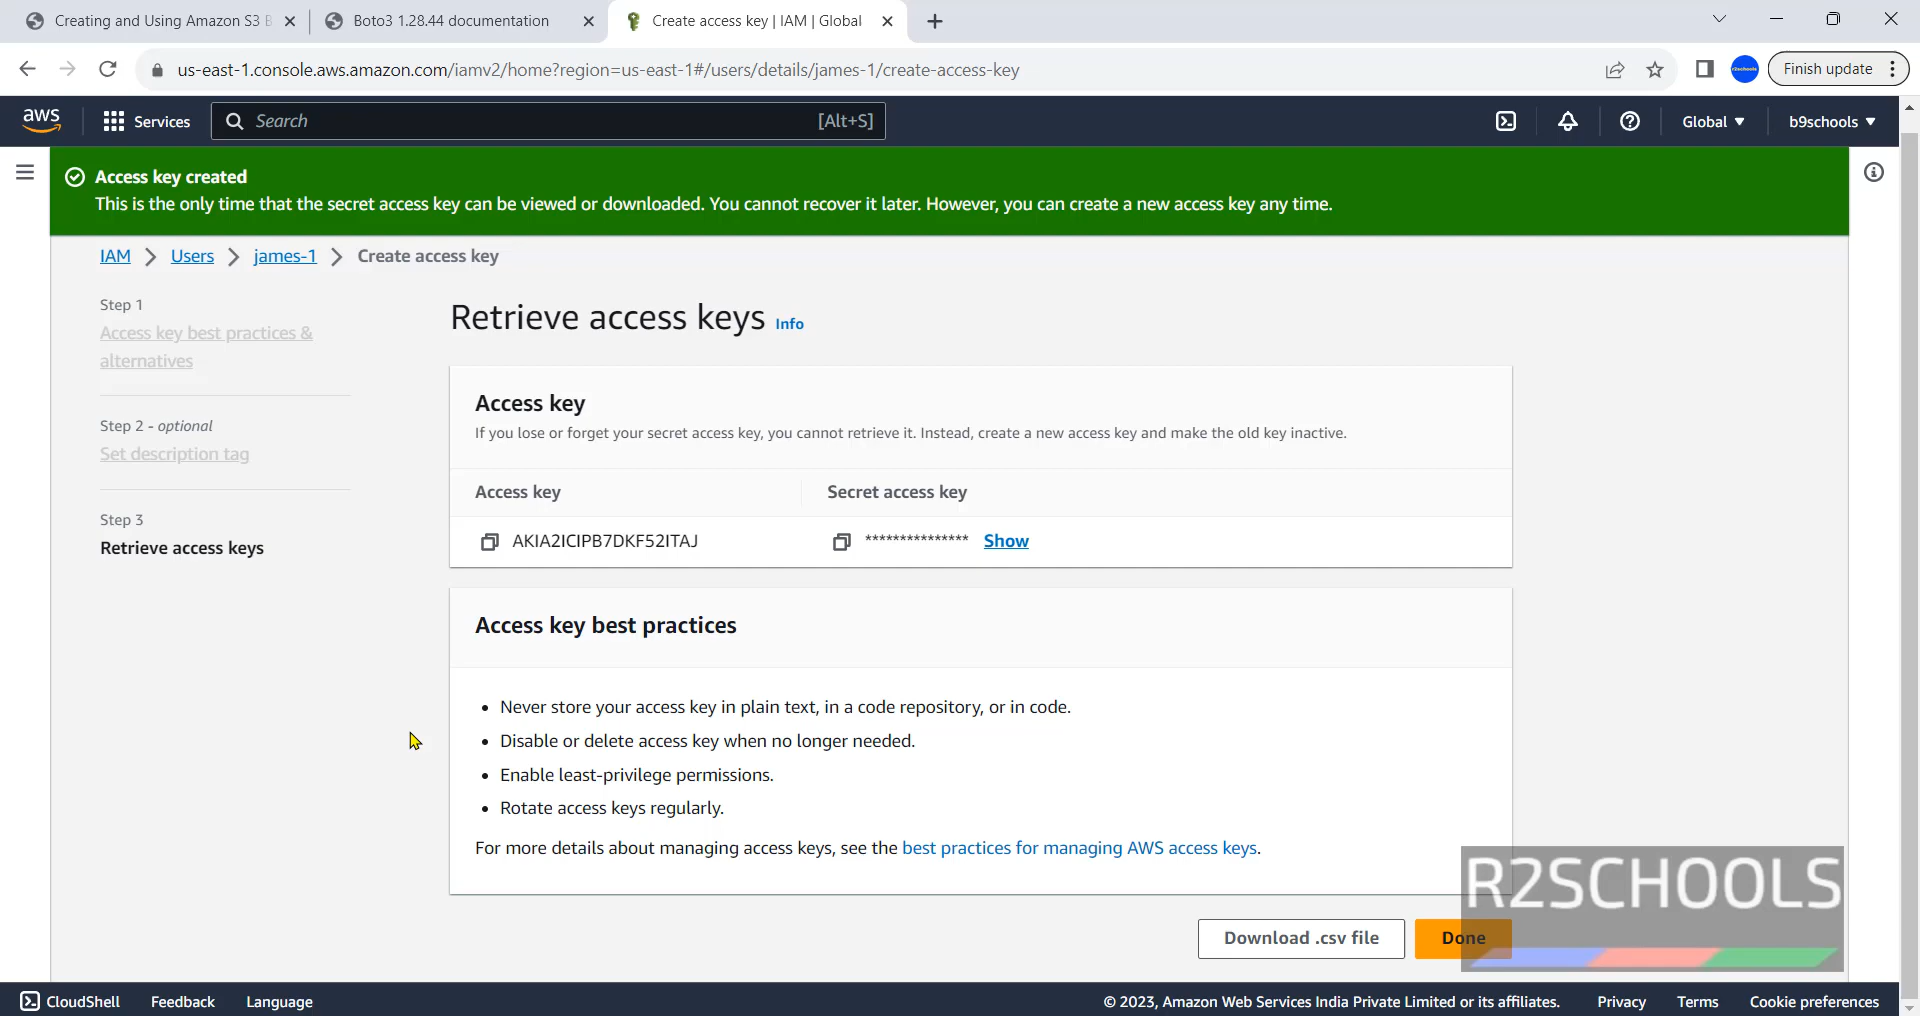 Creating and Using Amazon S3 B
Boto3 1.28.44 documentation
Create access key | IAM | Global
us-east-1.console.aws.amazon.com/iamv2/home?region=us-east-1#/users/details/james-1/create-access-key
Finish update
aws
Services
Search
[Alt+S]
Global
b9schools
Access key created
This is the only time that the secret access key can be viewed or downloaded. You cannot recover it later. However, you can create a new access key any time.
IAM > Users > james-1 > Create access key
Step 1
Access key best practices &
alternatives
Step 2 - optional
Set description tag
Step 3
Retrieve access keys
Retrieve access keys Info
Access key
If you lose or forget your secret access key, you cannot retrieve it. Instead, create a new access key and make the old key inactive.
Access key Secret access key
AKIA2ICIPB7DKF52ITAJ *************** Show
Access key best practices
• Never store your access key in plain text, in a code repository, or in code.
• Disable or delete access key when no longer needed.
• Enable least-privilege permissions.
• Rotate access keys regularly.
For more details about managing access keys, see the best practices for managing AWS access keys.
Download .csv file
Done
R2SCHOOLS
CloudShell Feedback Language
© 2023, Amazon Web Services India Private Limited or its affiliates. Privacy Terms Cookie preferences